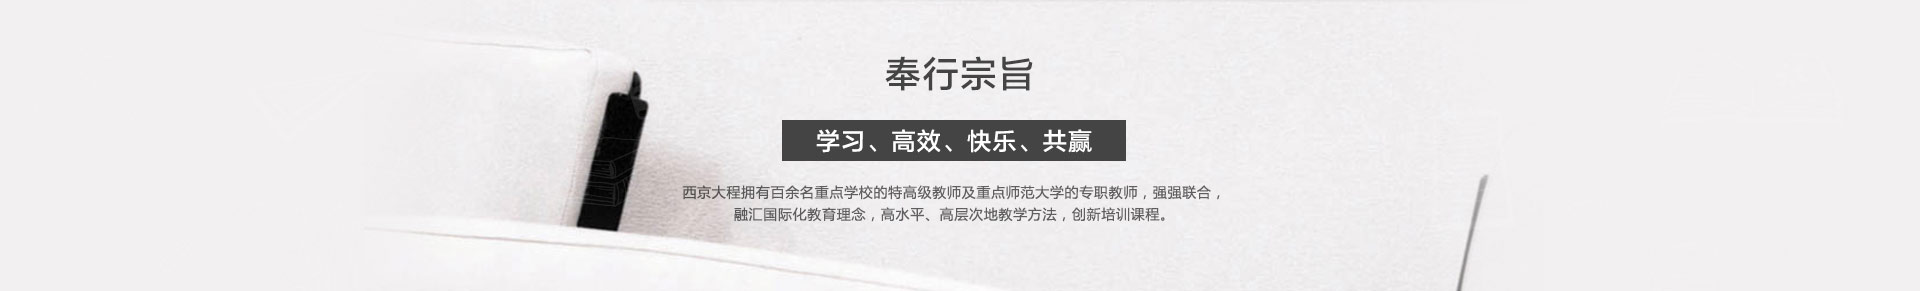 奉行宗旨
学习、高效、快乐、共赢
西京大程拥有百余名重点学校的特高级教师及重点师范大学的专职教师，强强联合，
融汇国际化教育理念，高水平、高层次地教学方法，创新培训课程。